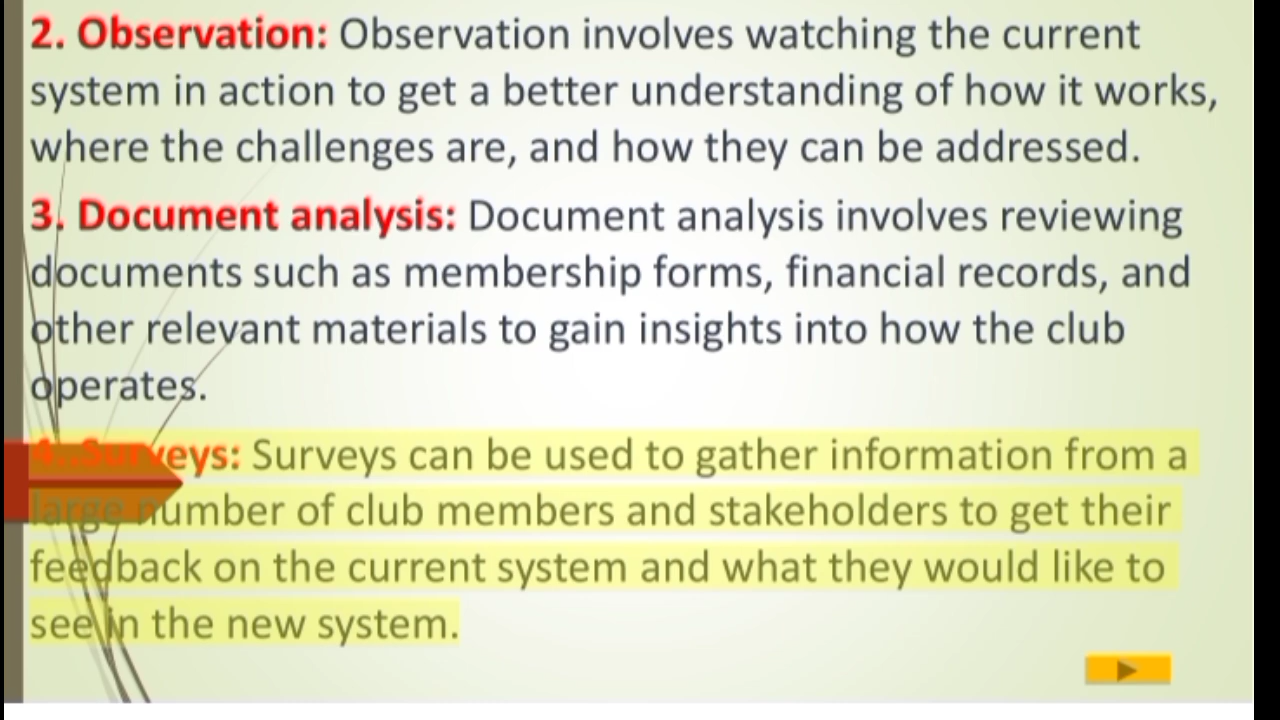 2. Observation: Observation involves watching the current
system in action to get a better understanding of how it works,
where the challenges are, and how they can be addressed.
3. Document analysis: Document analysis involves reviewing
documents such as membership forms, financial records, and
other relevant materials to gain insights into how the club
operates.
4..Surveys: Surveys can be used to gather information from a
large number of club members and stakeholders to get their
feedback on the current system and what they would like to
see in the new system.